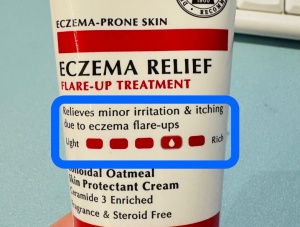 ECZEMA-PRONE SKIN
ECZEMA RELIEF
FLARE-UP TREATMENT
Relieves minor irritation & itching
due to eczema flare-ups
Light Rich
Colloidal Oatmeal
Skin Protectant Cream
Ceramide 3 Enriched
Fragrance & Steroid Free